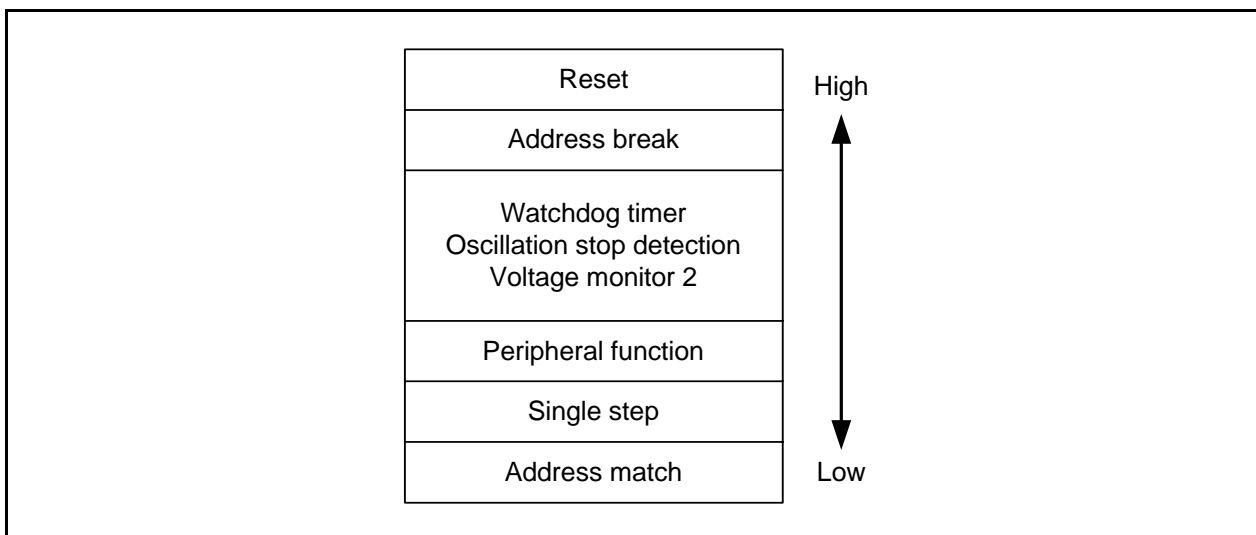 Reset
High
Address break
Watchdog timer
Oscillation stop detection
Voltage monitor 2
Peripheral function
Single step
Address match
Low